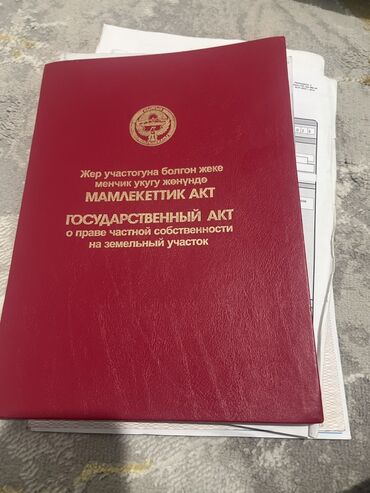 Жер участогуна болгон жеке
менчик укугу жөнүндө
МАМЛЕКЕТТИК АКТ
ГОСУДАРСТВЕННЫЙ АКТ
о праве частной собственности
на земельный участок